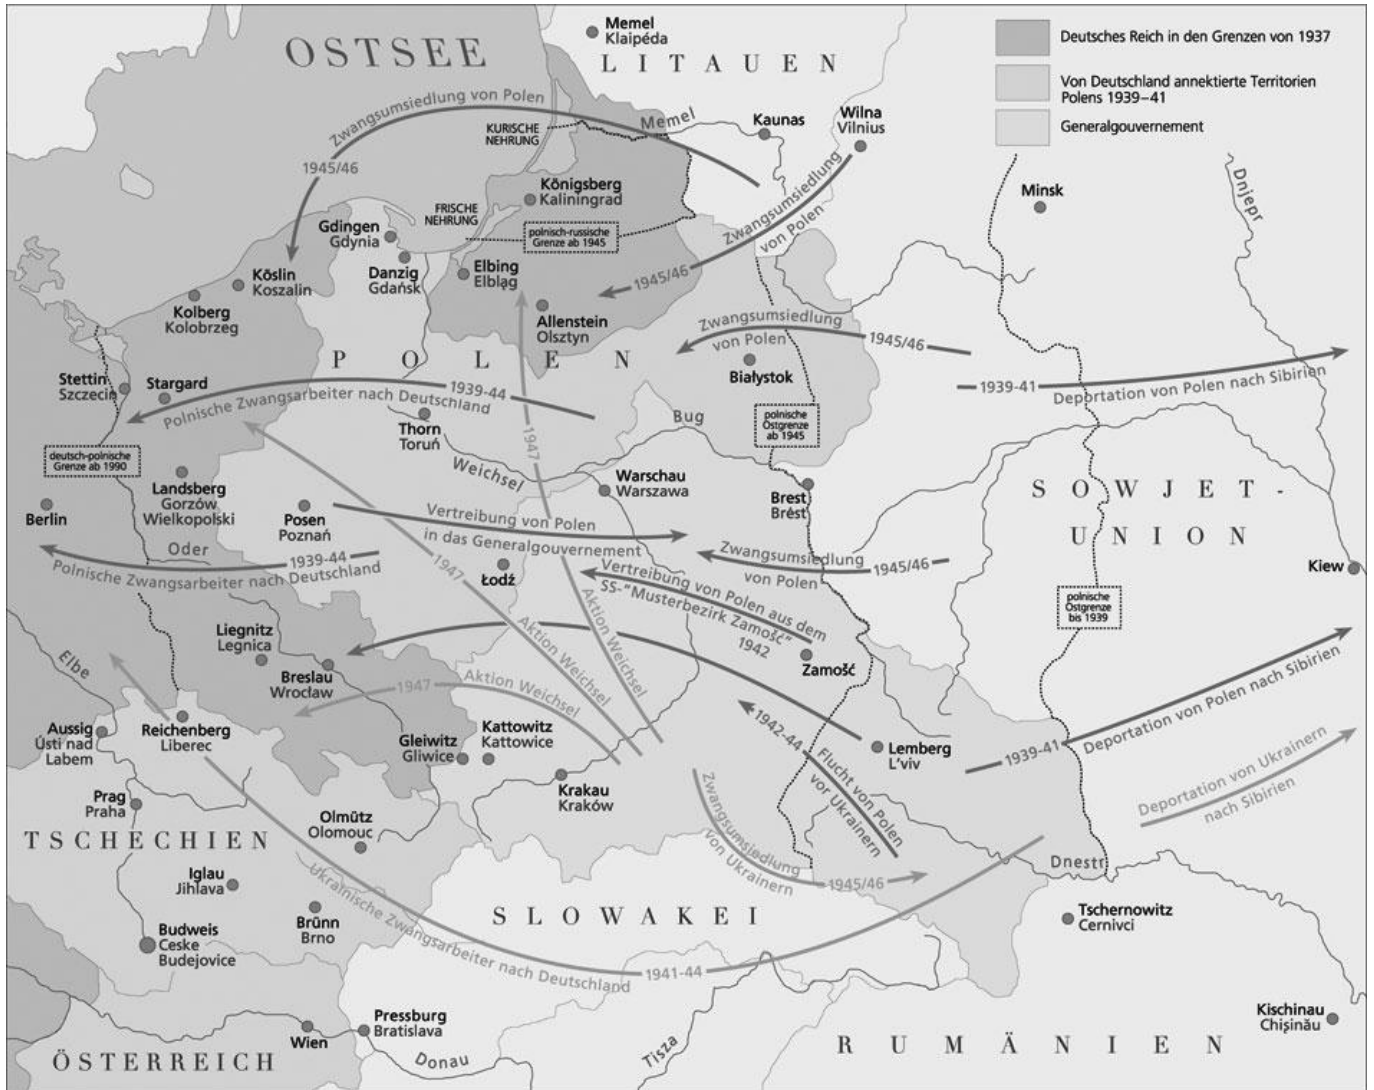 OSTSEE
Memel
Klaipéda
LITAUEN
Deutsches Reich in den Grenzen von 1937
Von Deutschland annektierte Territorien
Polens 1939–41
Generalgouvernement
Zwangsumsiedlung von Polen
1945/46
KURISCHE
NEHRUNG
Memel
Kaunas
Wilna
Vilnius
Minsk
Dnjepr
Königsberg
Kaliningrad
FRISCHE
NEHRUNG
polnisch-russische
Grenze ab 1945
Zwangsumsiedlung
von Polen
1945/46
Gdingen
Gdynia
Danzig
Gdańsk
Elbing
Elbląg
Köslin
Koszalin
Kolberg
Kolobrzeg
Allenstein
Olsztyn
Zwangsumsiedlung
von Polen
1945/46
POLEN
Białystok
1939-41
Deportation von Polen nach Sibirien
Stettin
Szczecin
Stargard
1939-44
Polnische Zwangsarbeiter nach Deutschland
Thorn
Toruń
Bug
polnische
Ostgrenze
ab 1945
deutsch-polnische
Grenze ab 1990
1947
Weichsel
Landsberg
Gorzów
Wielkopolski
Warschau
Warszawa
Brest
Brést
SOWJET-
UNION
Berlin
Posen
Poznań
Vertreibung von Polen
in das Generalgouvernement
Oder
1939-44
Polnische Zwangsarbeiter nach Deutschland
1947
Łodź
Zwangsumsiedlung
von Polen
1945/46
Kiew
Vertreibung von Polen aus dem
SS-"Musterbezirk Zamość"
1942
polnische
Ostgrenze
bis 1939
Aktion Weichsel
Aktion Weichsel
Liegnitz
Legnica
Zamość
Elbe
Breslau
Wrocław
1947
Aktion Weichsel
Deportation von Polen nach Sibirien
1939-41
Aussig
Ústi nad
Labem
Reichenberg
Liberec
Gleiwitz
Gliwice
Kattowitz
Kattowice
1942-44
Flucht von Polen
vor Ukrainern
Lemberg
L'viv
Deportation von Ukrainern
nach Sibirien
Prag
Praha
Krakau
Kraków
Zwangsumsiedlung
von Ukrainern
1945/46
TSCHECHIEN
Olmütz
Olomouc
Dnestr
Iglau
Jihlava
Ukrainische Zwangsarbeiter nach Deutschland
1941-44
SLOWAKEI
Brünn
Brno
Budweis
Ceske
Budejovice
Tschernowitz
Cernivci
Pressburg
Bratislava
Wien
ÖSTERREICH
Donau
Tisza
RUMÄNIEN
Kischinau
Chişinău